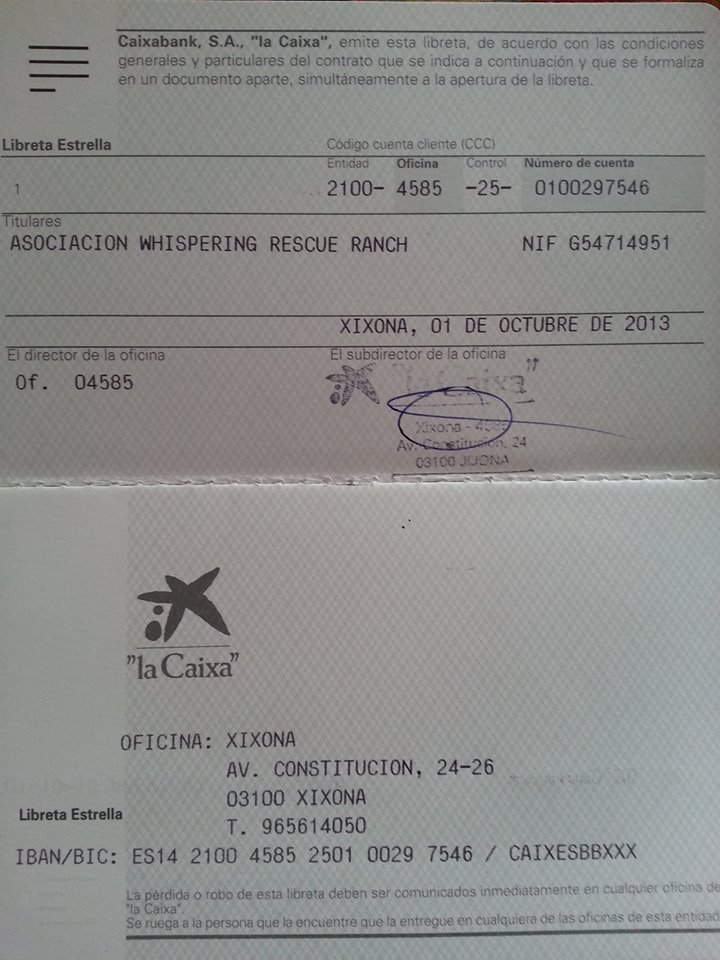 Caixabank, S.A., "la Caixa", emite esta libreta, de acuerdo con las condiciones
generales y particulares del contrato que se indica a continuación y que se formaliza
en un documento aparte, simultáneamente a la apertura de la libreta.
Libreta Estrella Código cuenta cliente (CCC)
Entidad Oficina Control Número de cuenta
1 2100- 4585 -25- 0100297546
Titulares
ASOCIACION WHISPERING RESCUE RANCH NIF G54714951
XIXONA, 01 DE OCTUBRE DE 2013
El director de la oficina El subdirector de la oficina
Of. 04585
"la Caixa"
Xixona - 4585
Av. Constitución, 24
03100 JIJONA
"la Caixa"
OFICINA: XIXONA
AV. CONSTITUCION, 24-26
03100 XIXONA
Libreta Estrella
T. 965614050
IBAN/BIC: ES14 2100 4585 2501 0029 7546 / CAIXESBBXXX
La pérdida o robo de esta libreta deben ser comunicados inmediatamente en cualquier oficina de
"la Caixa".
Se ruega a la persona que la encuentre que la entregue en cualquiera de las oficinas de esta entidad